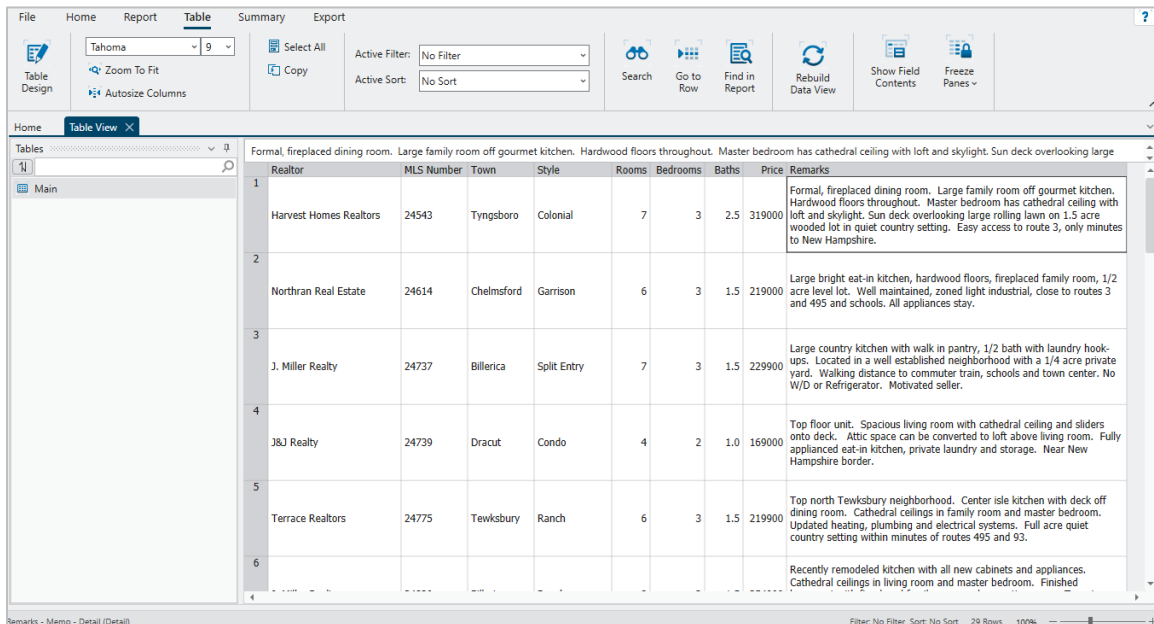 File Home Report Table Summary Export ?
Table Design
Tahoma 9
Zoom To Fit
Autosize Columns
Select All
Copy
Active Filter: No Filter
Active Sort: No Sort
Search
Go to Row
Find in Report
Rebuild Data View
Show Field Contents
Freeze Panes
Home Table View
Tables
Main
Formal, fireplaced dining room. Large family room off gourmet kitchen. Hardwood floors throughout. Master bedroom has cathedral ceiling with loft and skylight. Sun deck overlooking large
Realtor MLS Number Town Style Rooms Bedrooms Baths Price Remarks
1
Harvest Homes Realtors 24543 Tyngsboro Colonial 7 3 2.5 319000
Formal, fireplaced dining room. Large family room off gourmet kitchen.
Hardwood floors throughout. Master bedroom has cathedral ceiling with
loft and skylight. Sun deck overlooking large rolling lawn on 1.5 acre
wooded lot in quiet country setting. Easy access to route 3, only minutes
to New Hampshire.
2
Northran Real Estate 24614 Chelmsford Garrison 6 3 1.5 219000
Large bright eat-in kitchen, hardwood floors, fireplaced family room, 1/2
acre level lot. Well maintained, zoned light industrial, close to routes 3
and 495 and schools. All appliances stay.
3
J. Miller Realty 24737 Billerica Split Entry 7 3 1.5 229900
Large country kitchen with walk in pantry, 1/2 bath with laundry hook-
ups. Located in a well established neighborhood with a 1/4 acre private
yard. Walking distance to commuter train, schools and town center. No
W/D or Refrigerator. Motivated seller.
4
J&J Realty 24739 Dracut Condo 4 2 1.0 169000
Top floor unit. Spacious living room with cathedral ceiling and sliders
onto deck. Attic space can be converted to loft above living room. Fully
applianced eat-in kitchen, private laundry and storage. Near New
Hampshire border.
5
Terrace Realtors 24775 Tewksbury Ranch 6 3 1.5 219900
Top north Tewksbury neighborhood. Center isle kitchen with deck off
dining room. Cathedral ceilings in family room and master bedroom.
Updated heating, plumbing and electrical systems. Full acre quiet
country setting within minutes of routes 495 and 93.
6
Recently remodeled kitchen with all new cabinets and appliances.
Cathedral ceilings in living room and master bedroom. Finished
Remarks - Memo - Detail (Detail) Filter: No Filter Sort: No Sort 29 Rows 100%